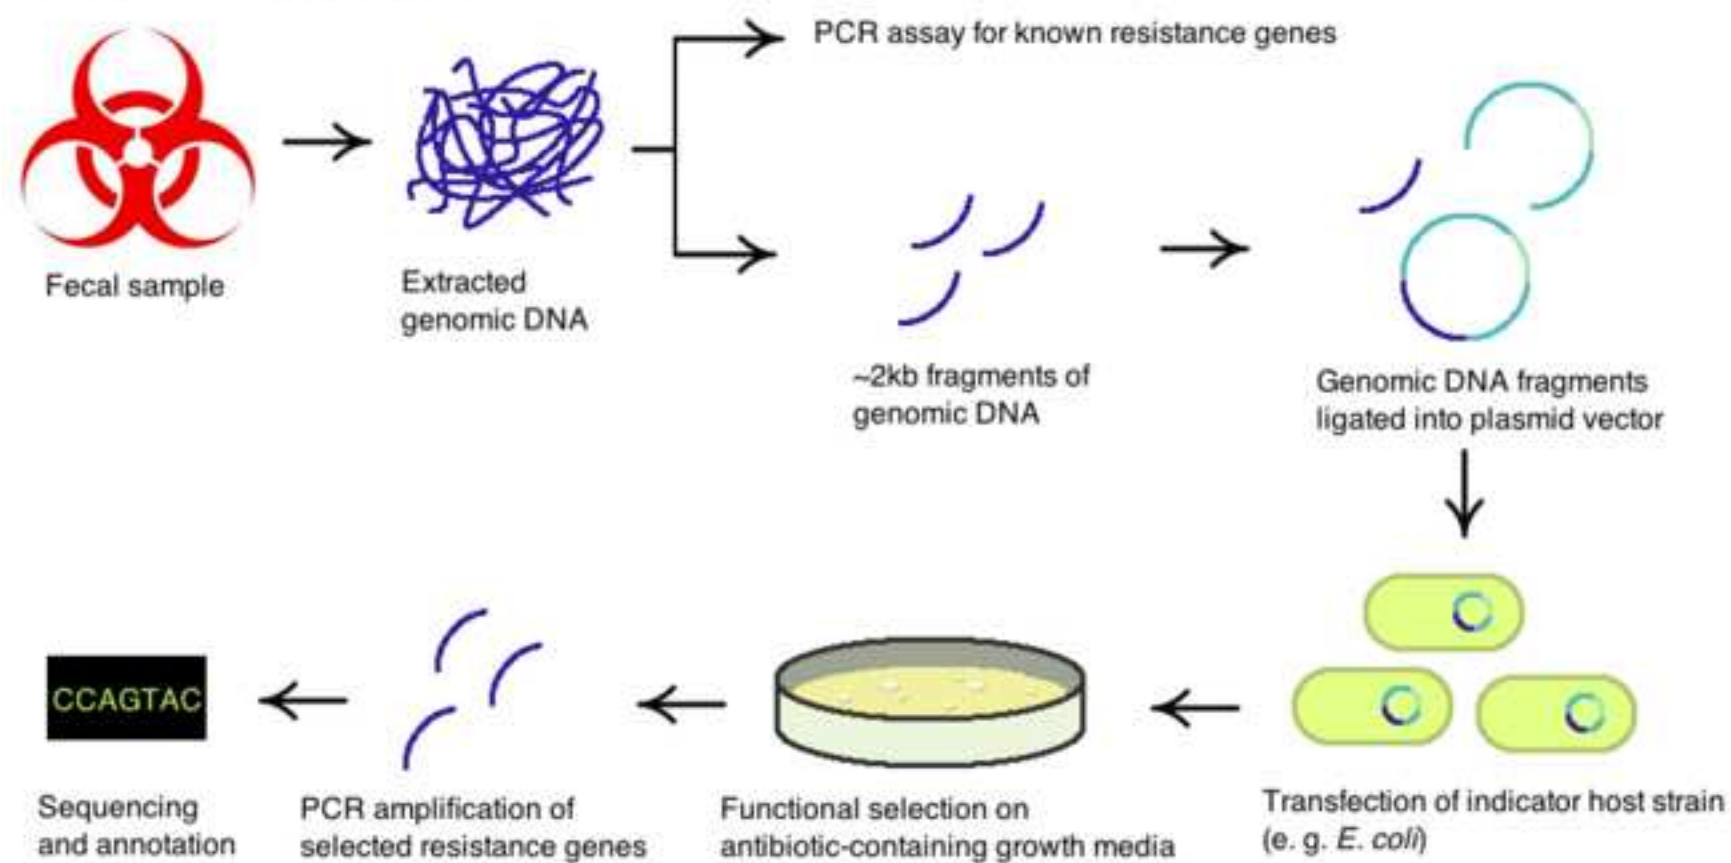 PCR assay for known resistance genes
Fecal sample
Extracted
genomic DNA
~2kb fragments of
genomic DNA
Genomic DNA fragments
ligated into plasmid vector
Transfection of indicator host strain
(e. g. E. coli)
Functional selection on
antibiotic-containing growth media
PCR amplification of
selected resistance genes
CCAGTAC
Sequencing
and annotation